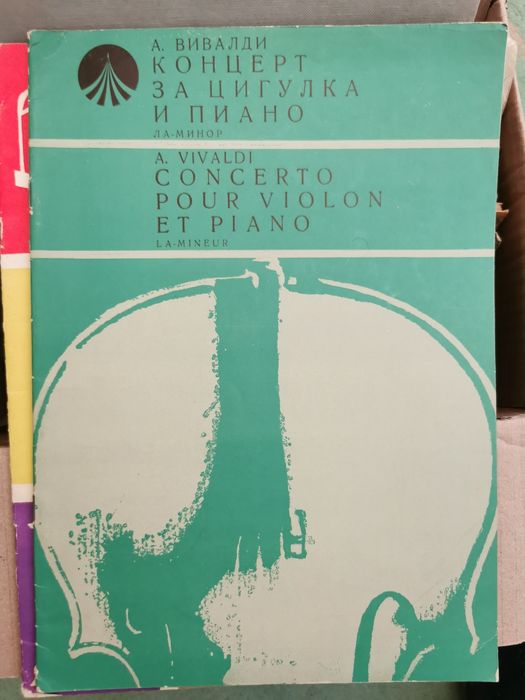 А. ВИВАЛДИ
КОНЦЕРТ
ЗА ЦИГУЛКА
И ПИАНО
ЛА-МИНОР
A. VIVALDI
CONCERTO
POUR VIOLON
ET PIANO
LA-MINEUR